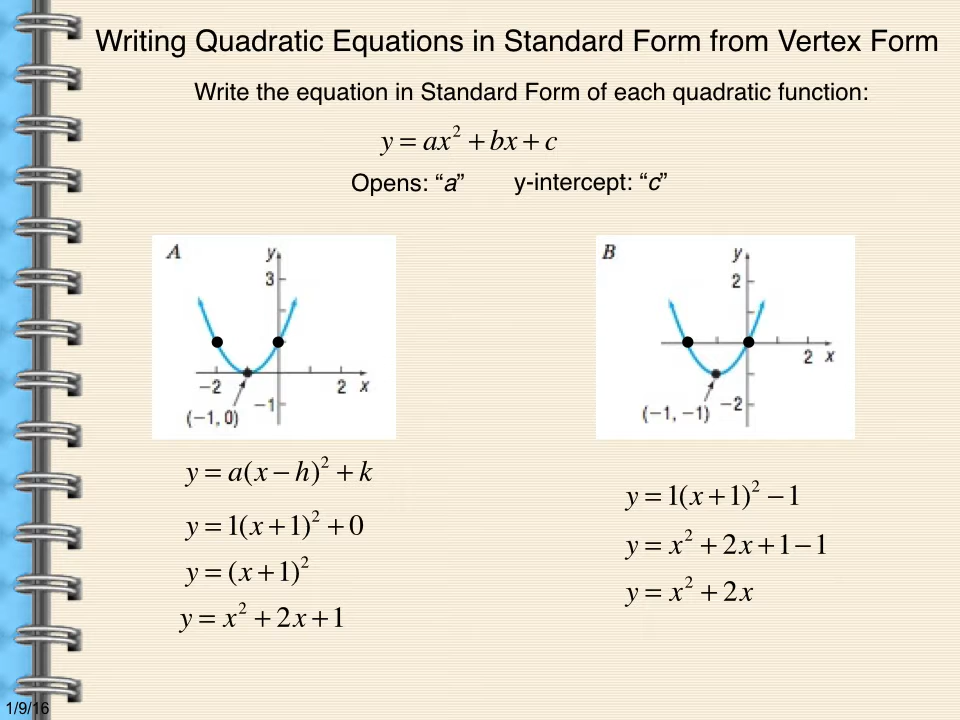 Writing Quadratic Equations in Standard Form from Vertex Form
Write the equation in Standard Form of each quadratic function:
y = ax² + bx + c
Opens: “a” y-intercept: “c”
A
y
3
-2
2 x
-1
(-1, 0)
B
y
2
2 x
(-1, -1)
-2
y = a(x − h)² + k
y = 1(x + 1)² + 0
y = (x + 1)²
y = x² + 2x + 1
y = 1(x + 1)² − 1
y = x² + 2x + 1 − 1
y = x² + 2x
1/9/16